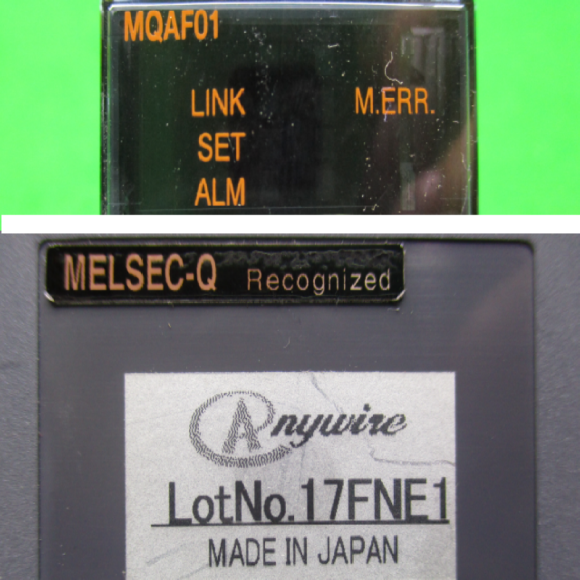 MQAF01
LINK M.ERR.
SET
ALM
MELSEC-Q Recognized
Anywire
LotNo.17FNE1
MADE IN JAPAN